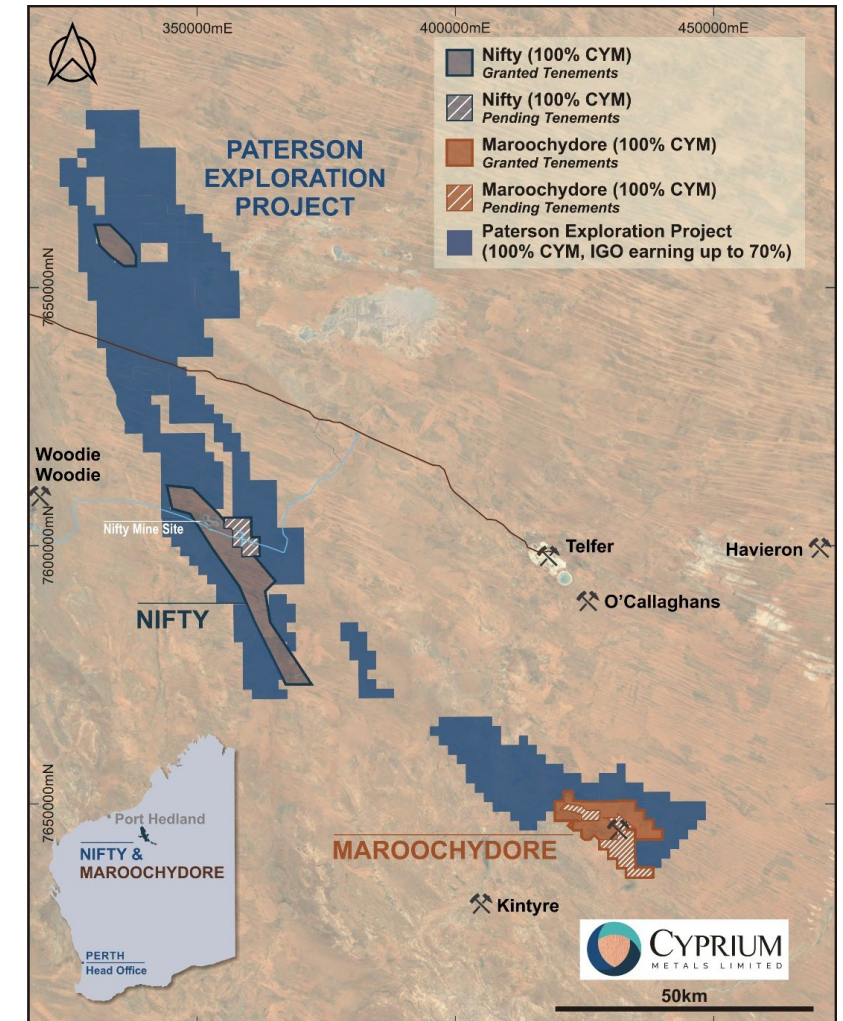 350000mE
400000mE
450000mE
Nifty (100% CYM)
Granted Tenements
Nifty (100% CYM)
Pending Tenements
Maroochydore (100% CYM)
Granted Tenements
Maroochydore (100% CYM)
Pending Tenements
Paterson Exploration Project
(100% CYM, IGO earning up to 70%)
PATERSON
EXPLORATION
PROJECT
7650000mN
Woodie
Woodie
Nifty Mine Site
7600000mN
Telfer
Havieron
O'Callaghans
NIFTY
7650000mN
Port Hedland
NIFTY &
MAROOCHYDORE
PERTH
Head Office
MAROOCHYDORE
Kintyre
CYPRIUM
METALS LIMITED
50km